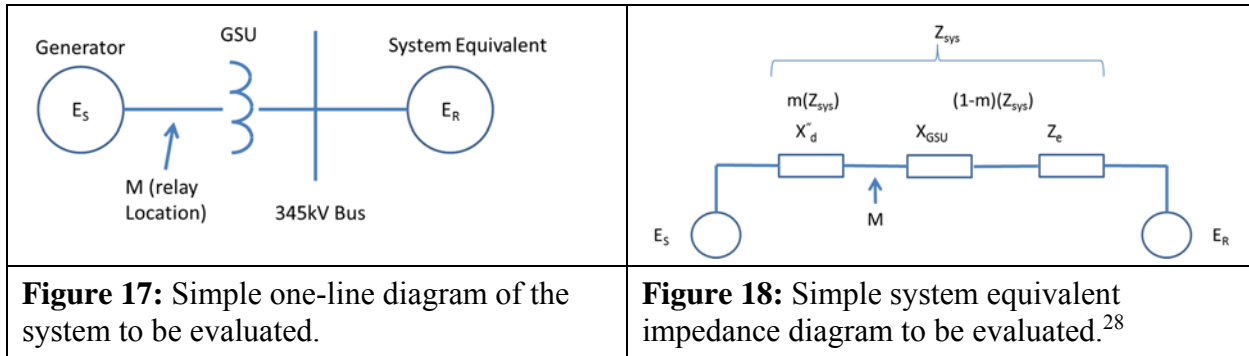 GSU
Generator
System Equivalent
E_S
E_R
M (relay
Location)
345kV Bus
Z_sys
m(Z_sys)
(1-m)(Z_sys)
X"_d
X_GSU
Z_e
M
E_S
E_R
Figure 17: Simple one-line diagram of the
system to be evaluated.
Figure 18: Simple system equivalent
impedance diagram to be evaluated.28